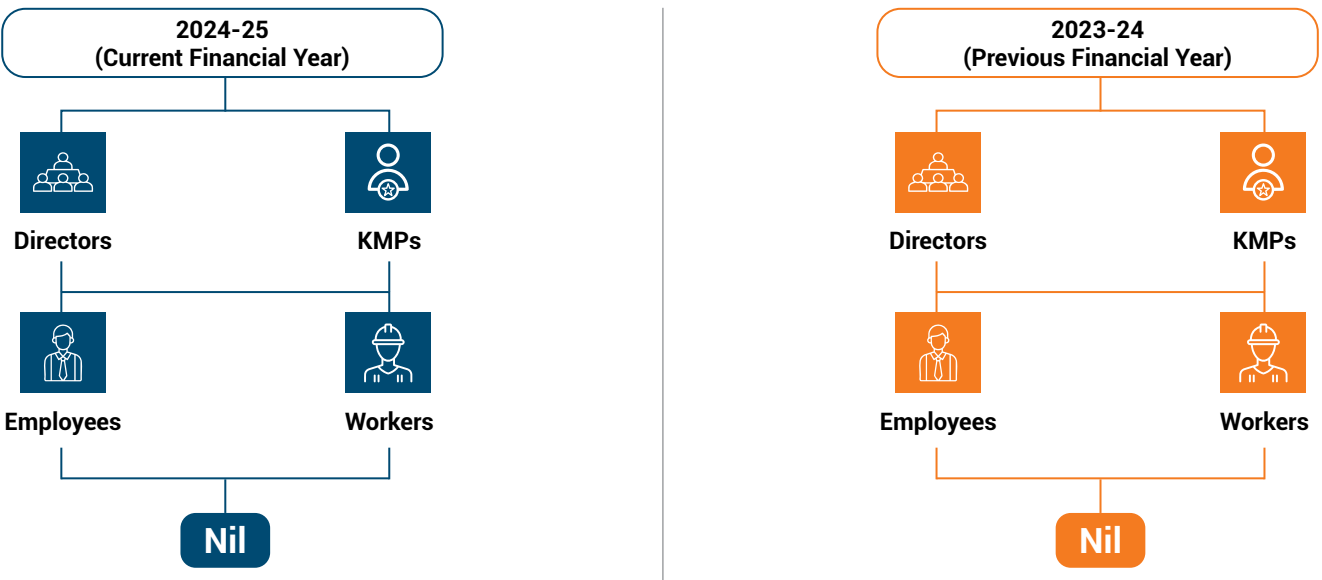 2024-25
(Current Financial Year)
Directors
KMPs
Employees
Workers
Nil
2023-24
(Previous Financial Year)
Directors
KMPs
Employees
Workers
Nil